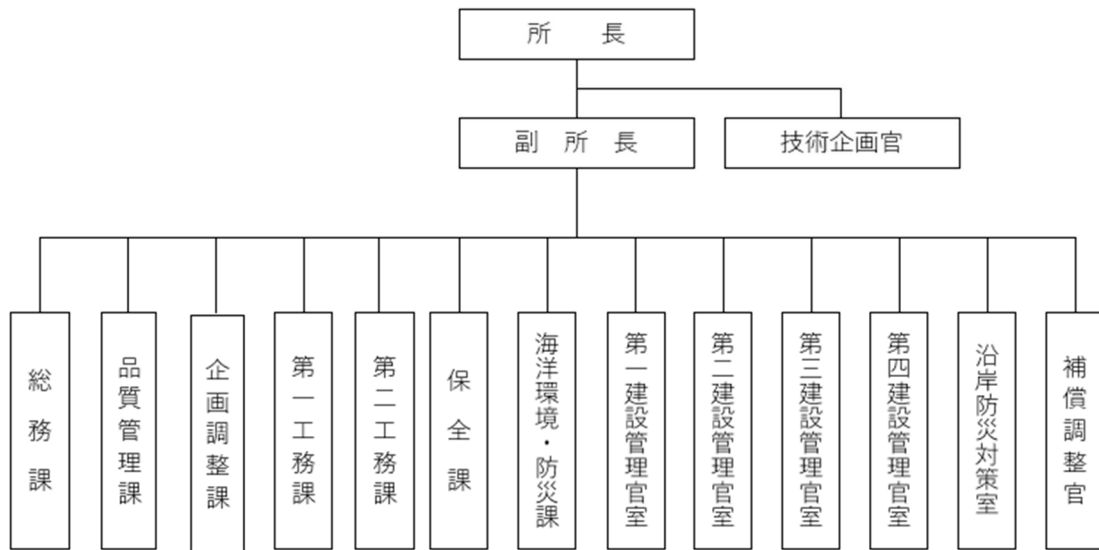 所　長
副　所　長
技術企画官
総務課
品質管理課
企画調整課
第一工務課
第二工務課
保全課
海洋環境・防災課
第一建設管理官室
第二建設管理官室
第三建設管理官室
第四建設管理官室
沿岸防災対策室
補償調整官